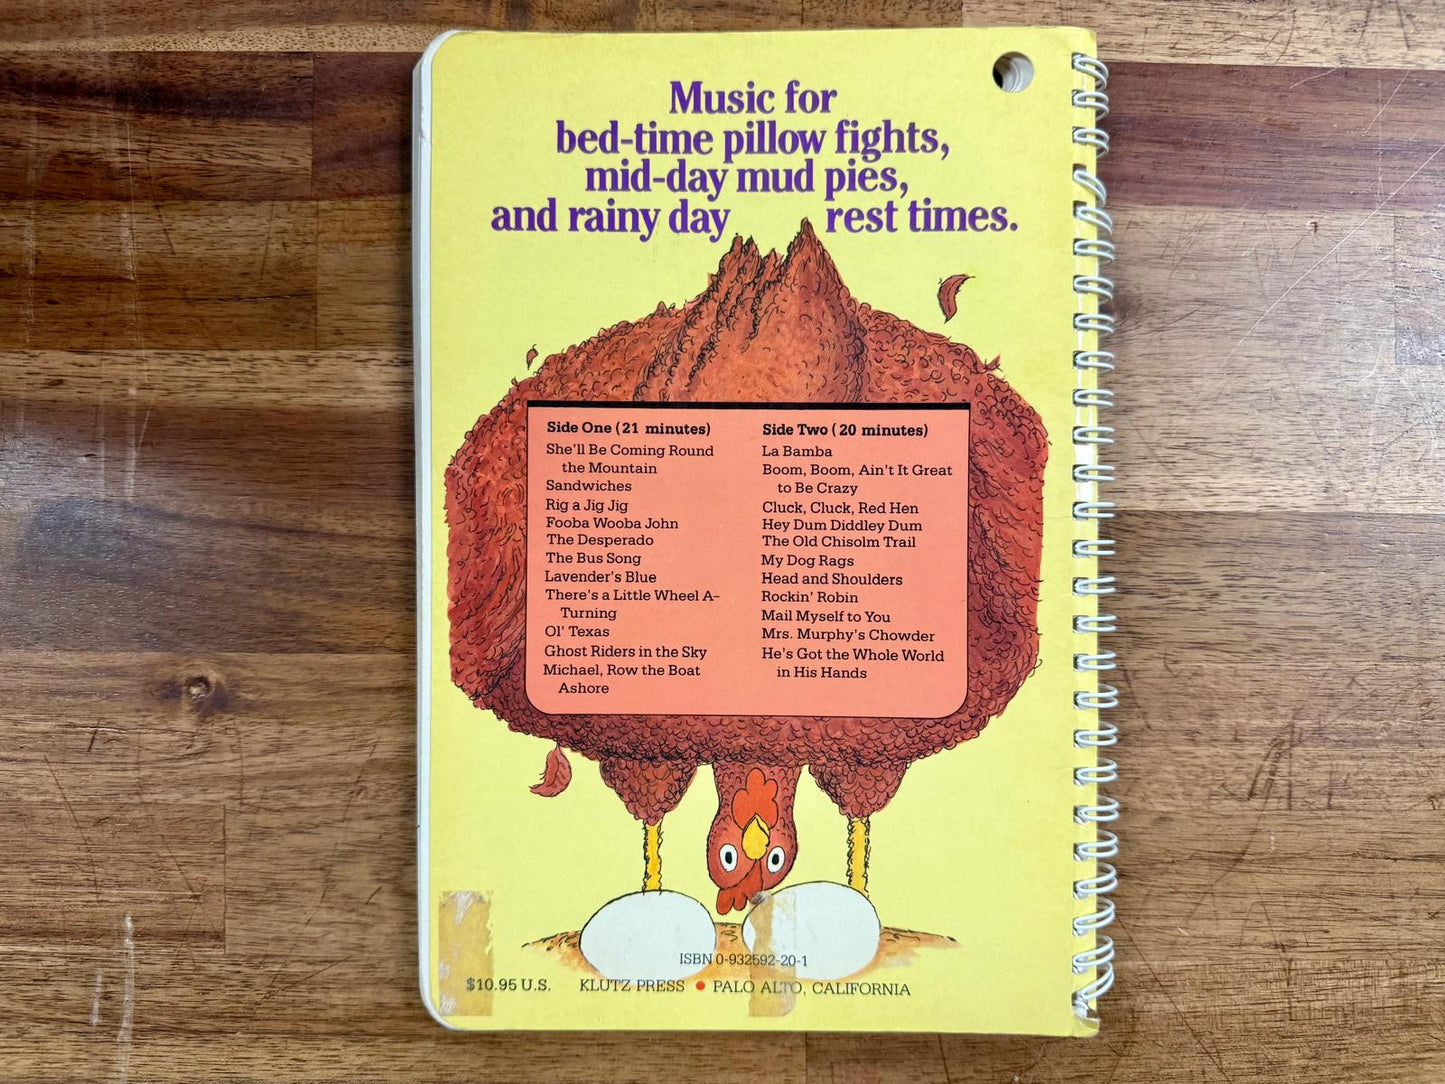 Music for
bed-time pillow fights,
mid-day mud pies,
and rainy day rest times.
Side One (21 minutes)
She'll Be Coming Round
the Mountain
Sandwiches
Rig a Jig Jig
Fooba Wooba John
The Desperado
The Bus Song
Lavender's Blue
There's a Little Wheel A-
Turning
Ol' Texas
Ghost Riders in the Sky
Michael, Row the Boat
Ashore
Side Two (20 minutes)
La Bamba
Boom, Boom, Ain't It Great
to Be Crazy
Cluck, Cluck, Red Hen
Hey Dum Diddley Dum
The Old Chisolm Trail
My Dog Rags
Head and Shoulders
Rockin' Robin
Mail Myself to You
Mrs. Murphy's Chowder
He's Got the Whole World
in His Hands
ISBN 0-932592-20-1
$10.95 U.S. KLUTZ PRESS • PALO ALTO, CALIFORNIA